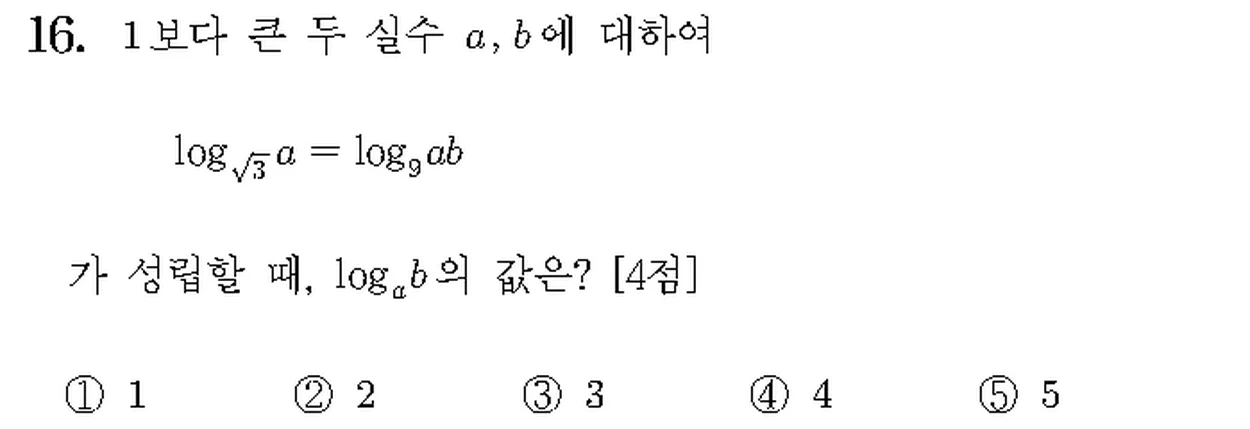 16. 1보다 큰 두 실수 a, b에 대하여
log_{√3} a = log_9 ab
가 성립할 때, log_a b의 값은? [4점]
① 1 ② 2 ③ 3 ④ 4 ⑤ 5